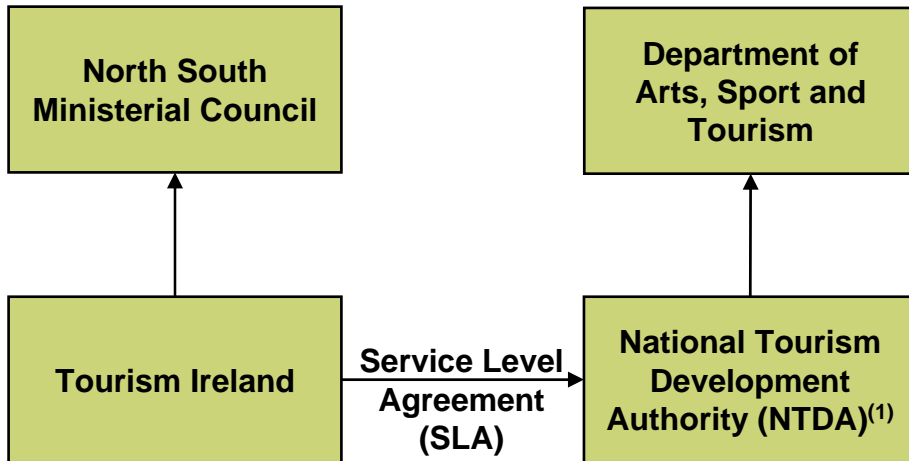 North South
Ministerial Council
Department of
Arts, Sport and
Tourism
Tourism Ireland
Service Level
Agreement
(SLA)
National Tourism
Development
Authority (NTDA)(1)